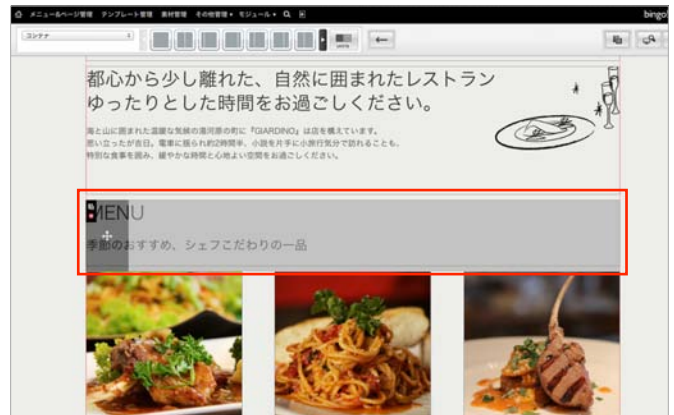 メニュー&ページ管理 テンプレート管理 素材管理 その他管理▾ モジュール▾
bingo!
コンテナ
都心から少し離れた、自然に囲まれたレストラン
ゆったりとした時間をお過ごしください。
海と山に囲まれた温暖な気候の湯河原の町に『GIARDINO』は店を構えています。
思い立ったが吉日。電車に揺られ約2時間半、小説を片手に小旅行気分で訪れることも。
特別な食事を囲み、緩やかな時間と心地よい空間をお過ごしください。
MENU
季節のおすすめ、シェフこだわりの一品